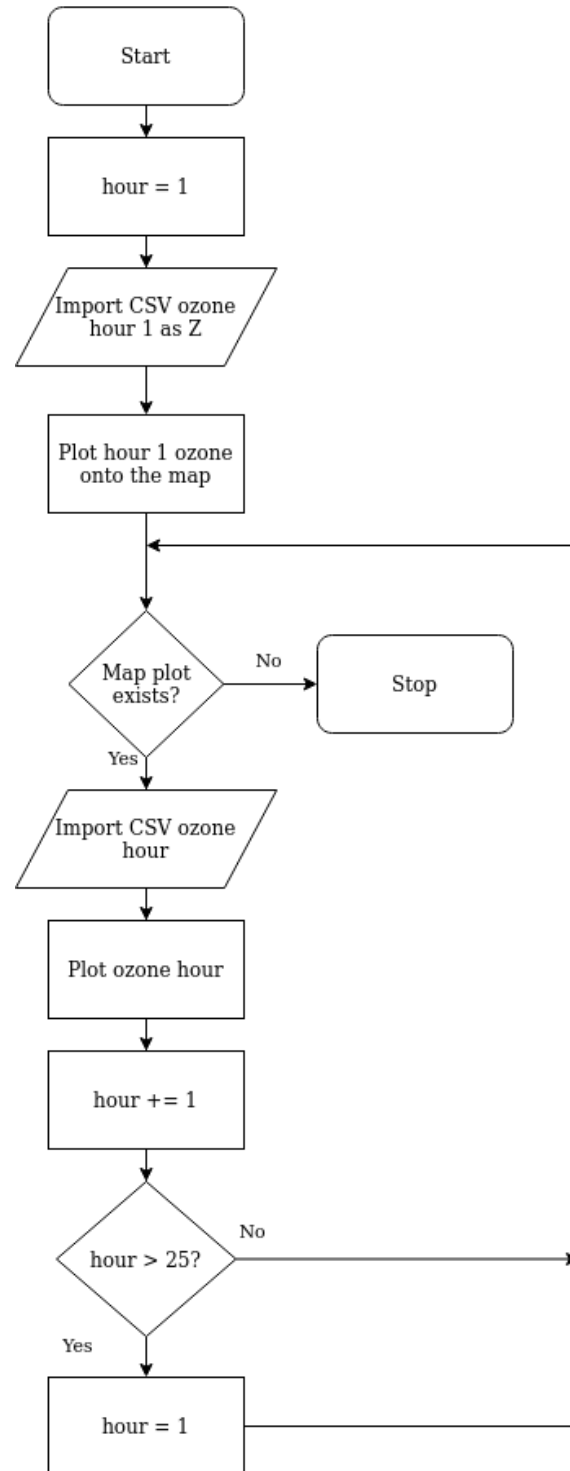 Start
hour = 1
Import CSV ozone
hour 1 as Z
Plot hour 1 ozone
onto the map
Map plot
exists?
No
Stop
Yes
Import CSV ozone
hour
Plot ozone hour
hour += 1
hour > 25?
No
Yes
hour = 1